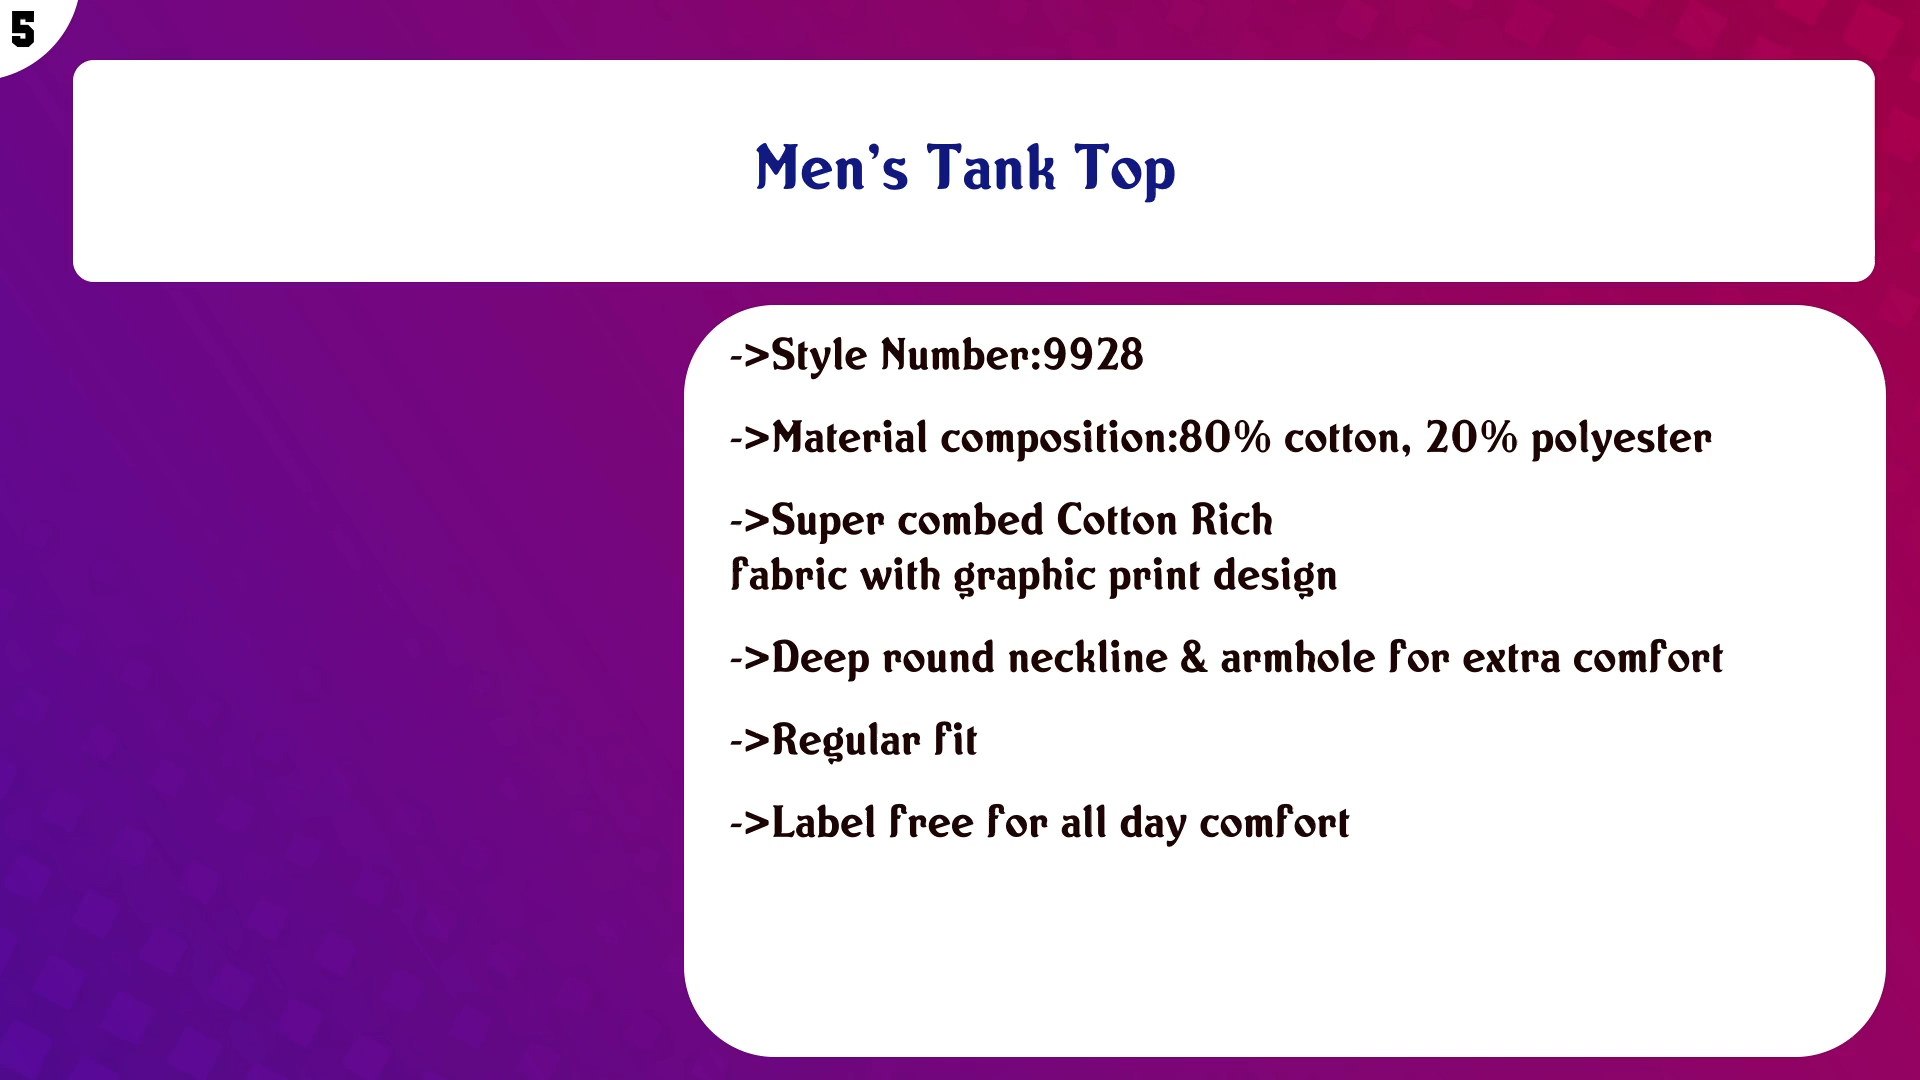 5
Men's Tank Top
->Style Number:9928
->Material composition:80% cotton, 20% polyester
->Super combed Cotton Rich
fabric with graphic print design
->Deep round neckline & armhole for extra comfort
->Regular fit
->Label free for all day comfort